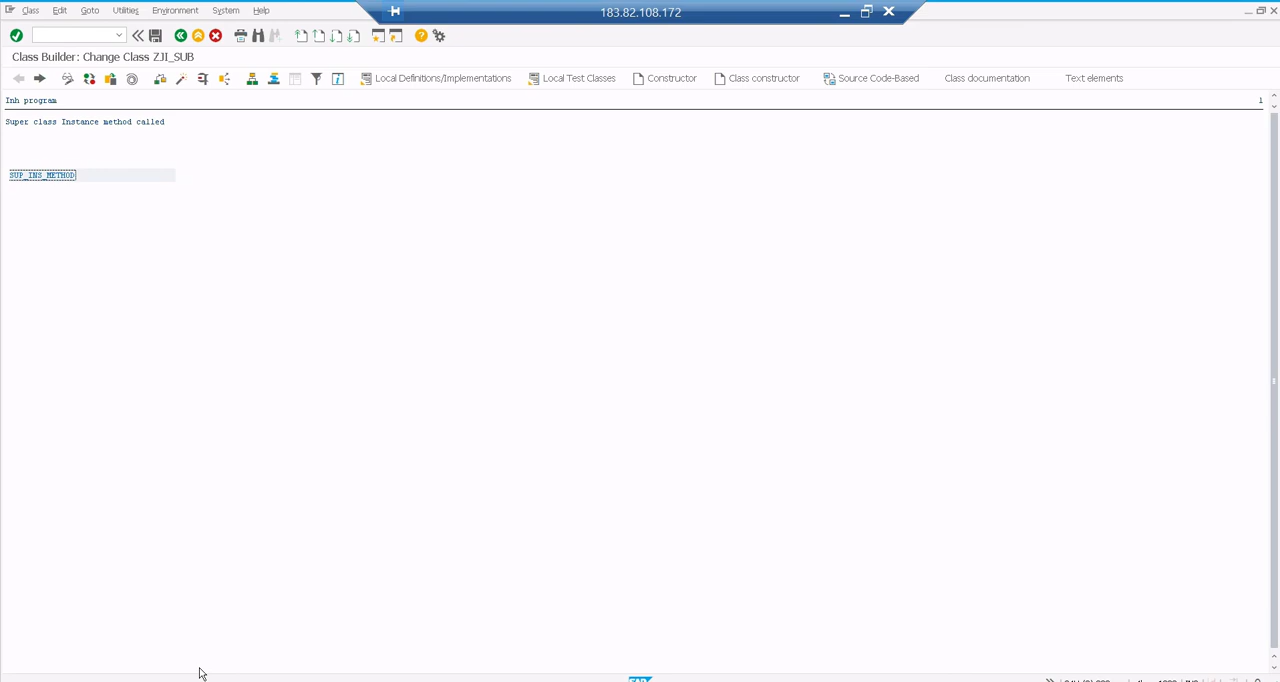 183.82.108.172
Class Edit Goto Utilities Environment System Help
Class Builder: Change Class ZJI_SUB
Local Definitions/Implementations Local Test Classes Constructor Class constructor Source Code-Based Class documentation Text elements
Inh program 1
Super class Instance method called
SUP_INS_METHOD